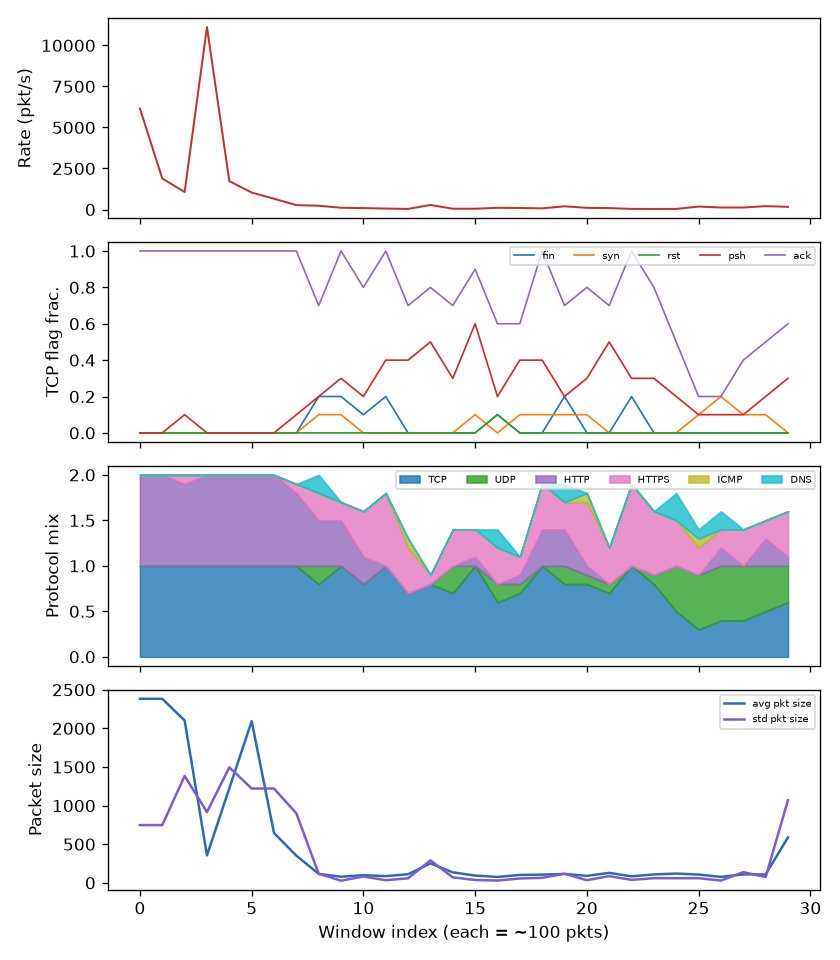 Rate (pkt/s)
10000
7500
5000
2500
0
TCP flag frac.
1.0
0.8
0.6
0.4
0.2
0.0
fin syn rst psh ack
Protocol mix
2.0
1.5
1.0
0.5
0.0
TCP UDP HTTP HTTPS ICMP DNS
Packet size
2500
2000
1500
1000
500
0
avg pkt size
std pkt size
0 5 10 15 20 25 30
Window index (each = ~100 pkts)